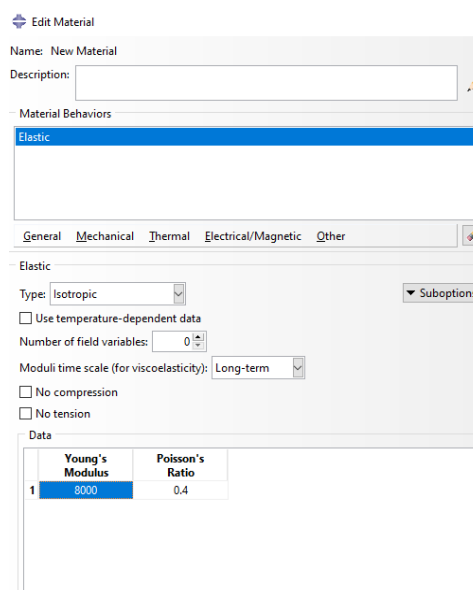 Edit Material
Name: New Material
Description:
Material Behaviors
Elastic
General Mechanical Thermal Electrical/Magnetic Other
Elastic
Type: Isotropic
Suboptions
Use temperature-dependent data
Number of field variables: 0
Moduli time scale (for viscoelasticity): Long-term
No compression
No tension
Data
Young's Poisson's
Modulus Ratio
1 8000 0.4